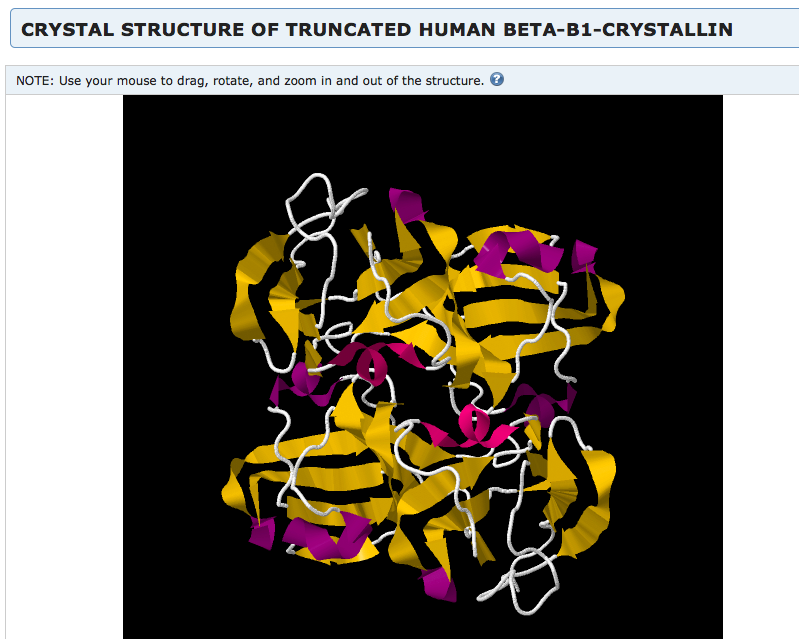 CRYSTAL STRUCTURE OF TRUNCATED HUMAN BETA-B1-CRYSTALLIN
NOTE: Use your mouse to drag, rotate, and zoom in and out of the structure. ?